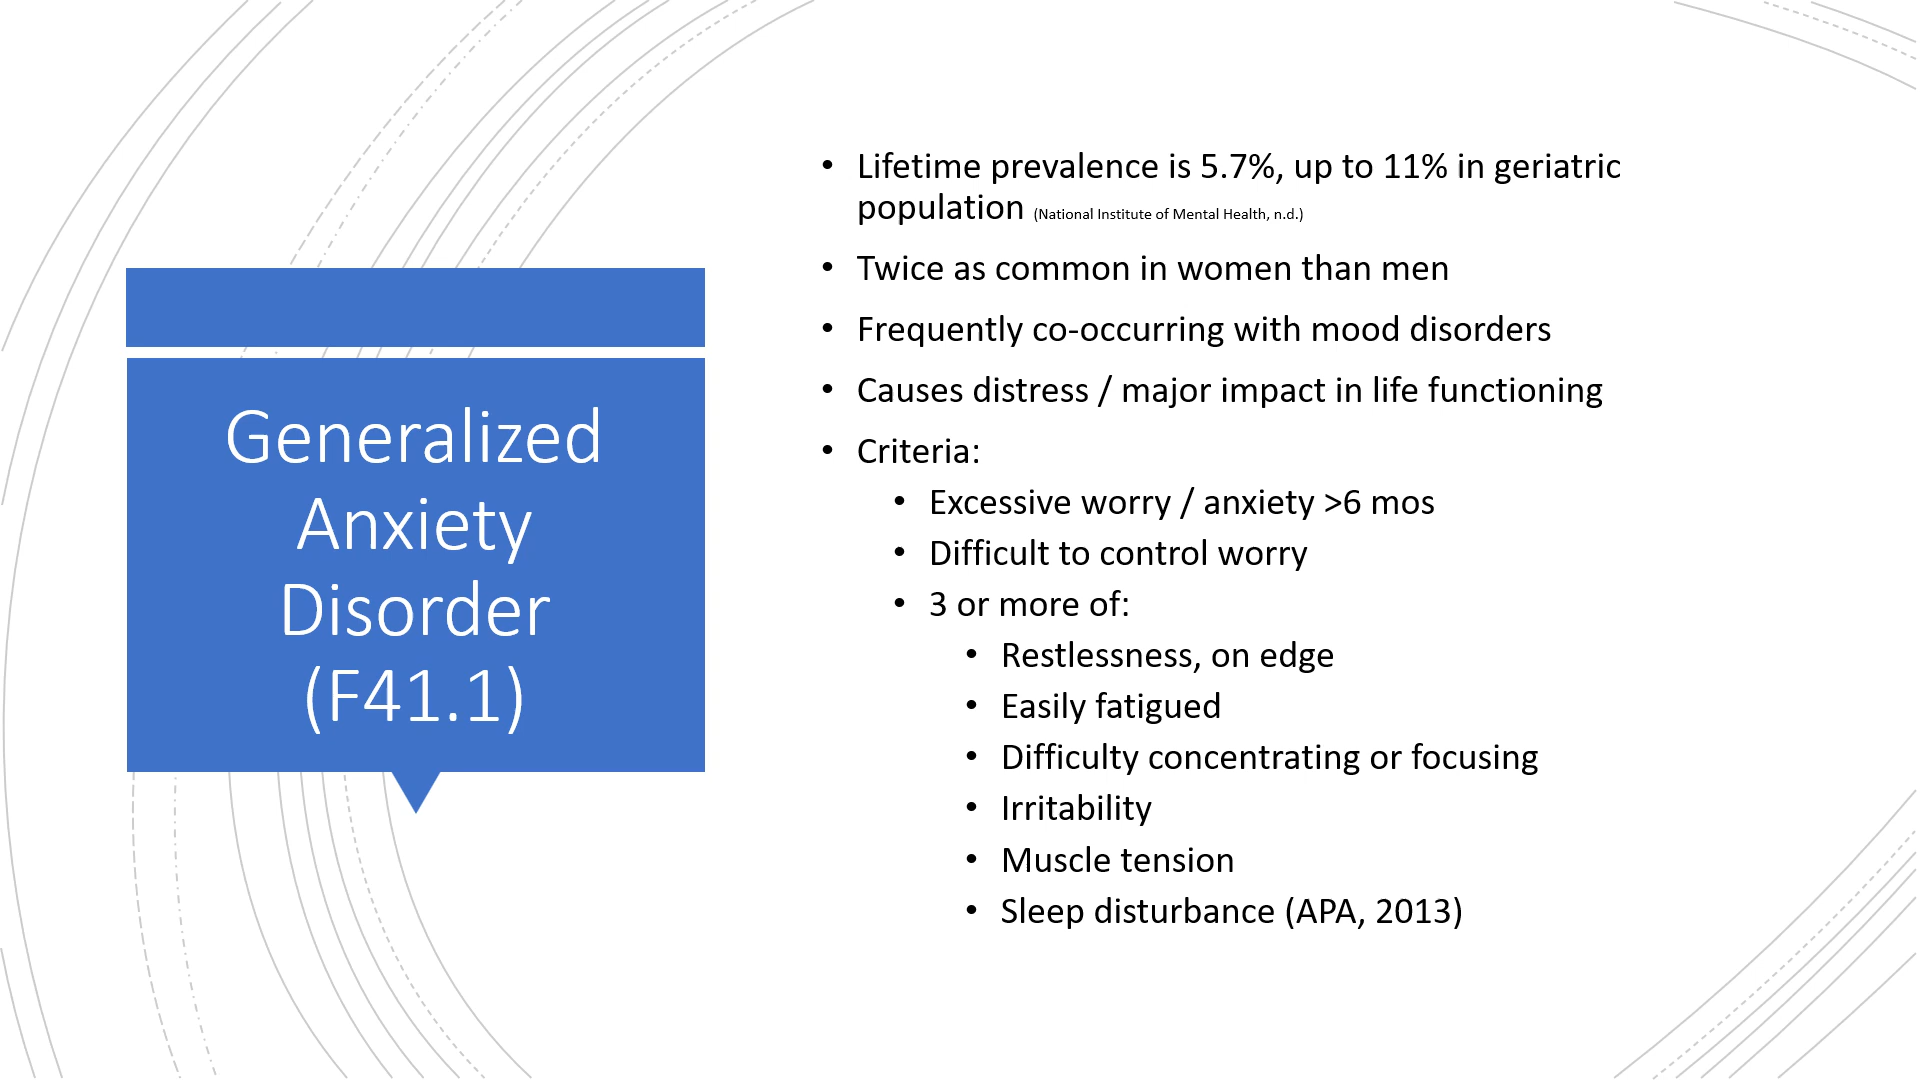 Generalized
Anxiety
Disorder
(F41.1)
• Lifetime prevalence is 5.7%, up to 11% in geriatric
population (National Institute of Mental Health, n.d.)
• Twice as common in women than men
• Frequently co-occurring with mood disorders
• Causes distress / major impact in life functioning
• Criteria:
• Excessive worry / anxiety >6 mos
• Difficult to control worry
• 3 or more of:
• Restlessness, on edge
• Easily fatigued
• Difficulty concentrating or focusing
• Irritability
• Muscle tension
• Sleep disturbance (APA, 2013)